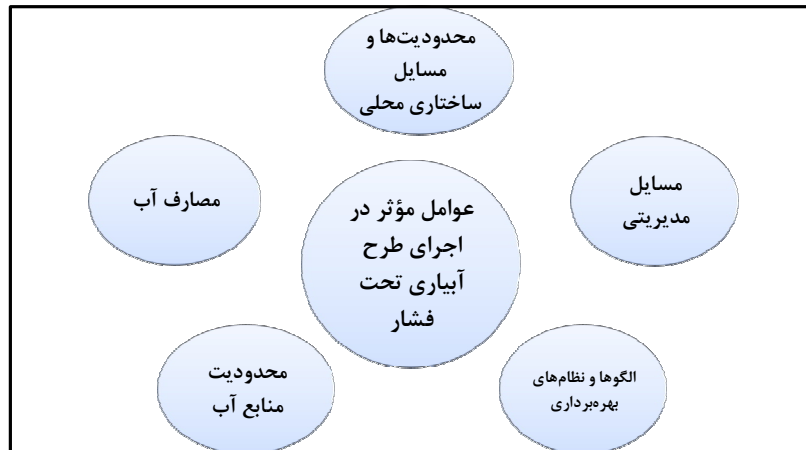 محدودیت‌ها و
مسایل
ساختاری محلی
مصارف آب
مسایل
مدیریتی
عوامل مؤثر در
اجرای طرح
آبیاری تحت
فشار
محدودیت
منابع آب
الگوها و نظام‌های
بهره‌برداری